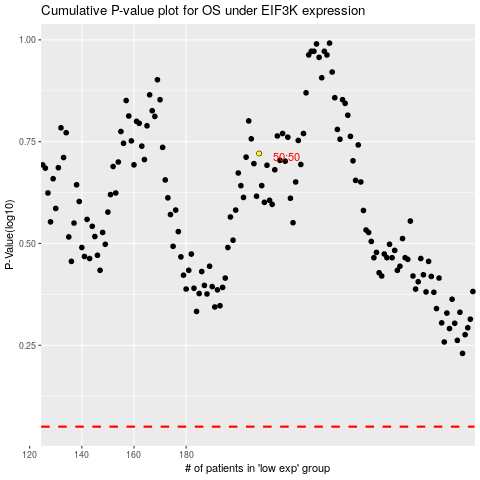 Cumulative P-value plot for OS under EIF3K expression
1.00
0.75
0.50
0.25
P-Value(log10)
50:50
120 140 160 180
# of patients in 'low exp' group